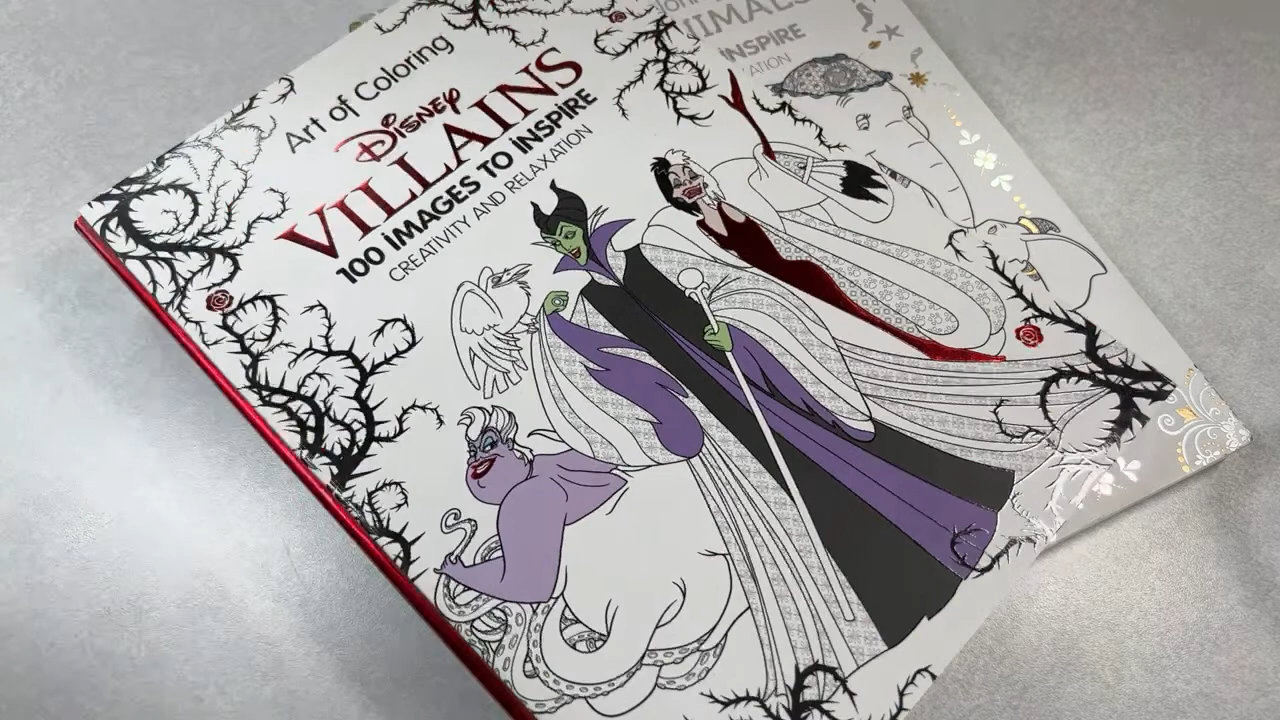 Art of Coloring
Disney
VILLAINS
100 IMAGES TO INSPIRE
CREATIVITY AND RELAXATION
INSPIRE